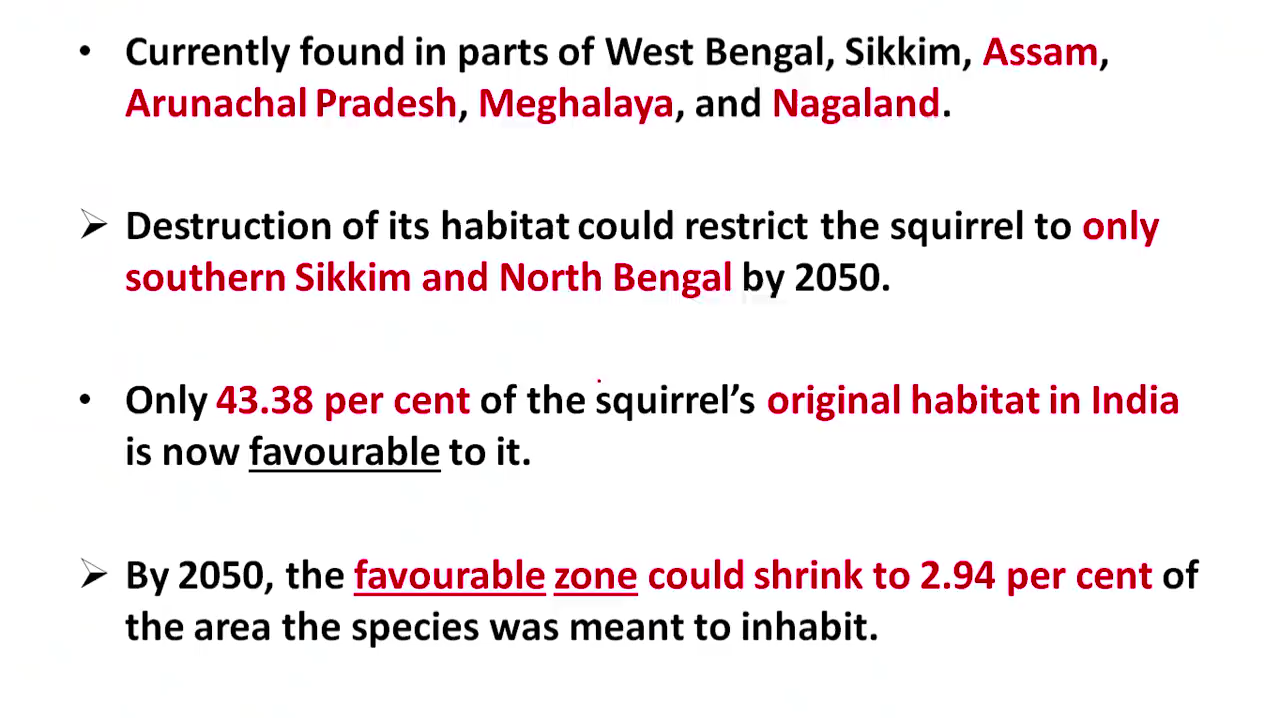 • Currently found in parts of West Bengal, Sikkim, Assam,
Arunachal Pradesh, Meghalaya, and Nagaland.
➢ Destruction of its habitat could restrict the squirrel to only
southern Sikkim and North Bengal by 2050.
• Only 43.38 per cent of the squirrel’s original habitat in India
is now favourable to it.
➢ By 2050, the favourable zone could shrink to 2.94 per cent of
the area the species was meant to inhabit.